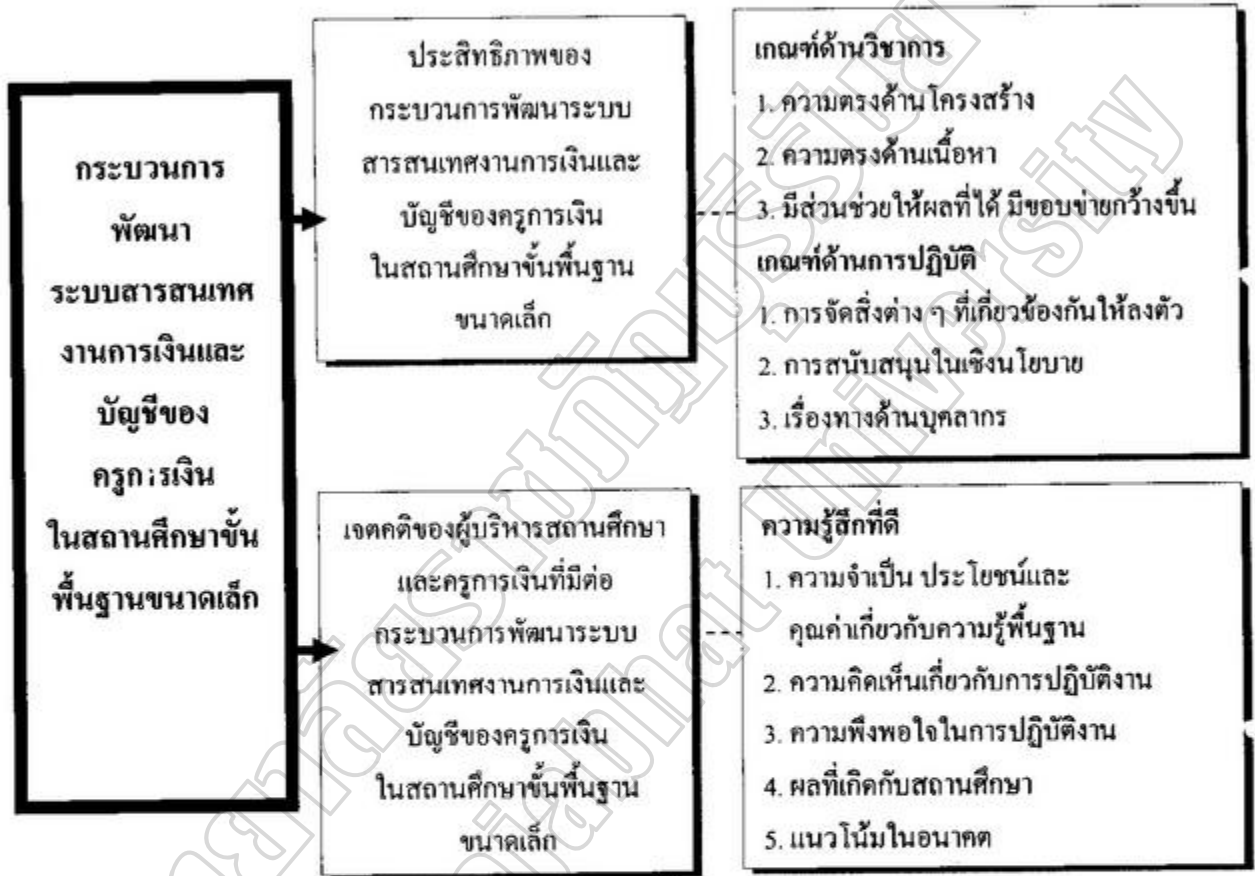 กระบวนการ
พัฒนา
ระบบสารสนเทศ
งานการเงินและ
บัญชีของ
ครูการเงิน
ในสถานศึกษาขั้น
พื้นฐานขนาดเล็ก
ประสิทธิภาพของ
กระบวนการพัฒนาระบบ
สารสนเทศงานการเงินและ
บัญชีของครูการเงิน
ในสถานศึกษาขั้นพื้นฐาน
ขนาดเล็ก
เกณฑ์ด้านวิชาการ
1. ความตรงด้านโครงสร้าง
2. ความตรงด้านเนื้อหา
3. มีส่วนช่วยให้ผลที่ได้ มีขอบข่ายกว้างขึ้น
เกณฑ์ด้านการปฏิบัติ
1. การจัดสิ่งต่าง ๆ ที่เกี่ยวข้องกันให้ลงตัว
2. การสนับสนุนในเชิงนโยบาย
3. เรื่องทางด้านบุคลากร
เจตคติของผู้บริหารสถานศึกษา
และครูการเงินที่มีต่อ
กระบวนการพัฒนาระบบ
สารสนเทศงานการเงินและ
บัญชีของครูการเงิน
ในสถานศึกษาขั้นพื้นฐาน
ขนาดเล็ก
ความรู้สึกที่ดี
1. ความจำเป็น ประโยชน์และ
คุณค่าเกี่ยวกับความรู้พื้นฐาน
2. ความคิดเห็นเกี่ยวกับการปฏิบัติงาน
3. ความพึงพอใจในการปฏิบัติงาน
4. ผลที่เกิดกับสถานศึกษา
5. แนวโน้มในอนาคต
University